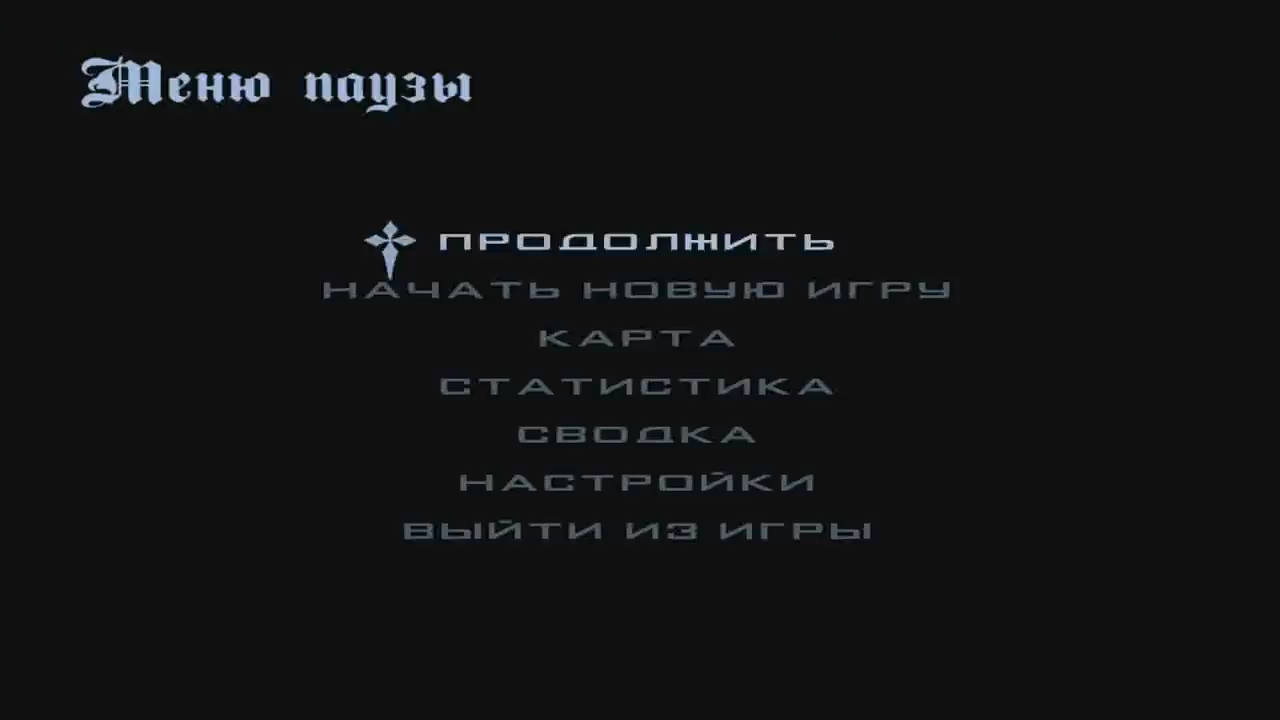 Меню паузы
ПРОДОЛЖИТЬ
НАЧАТЬ НОВУЮ ИГРУ
КАРТА
СТАТИСТИКА
СВОДКА
НАСТРОЙКИ
ВЫЙТИ ИЗ ИГРЫ